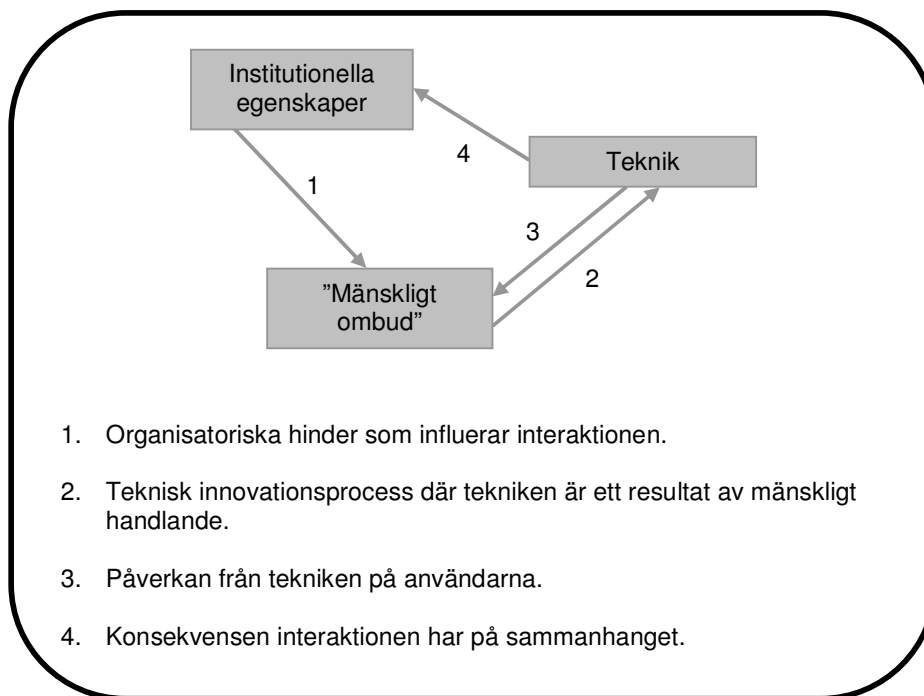 Institutionella
egenskaper
4
Teknik
1
3
2
”Mänskligt
ombud”
1. Organisatoriska hinder som influerar interaktionen.
2. Teknisk innovationsprocess där tekniken är ett resultat av mänskligt
handlande.
3. Påverkan från tekniken på användarna.
4. Konsekvensen interaktionen har på sammanhanget.